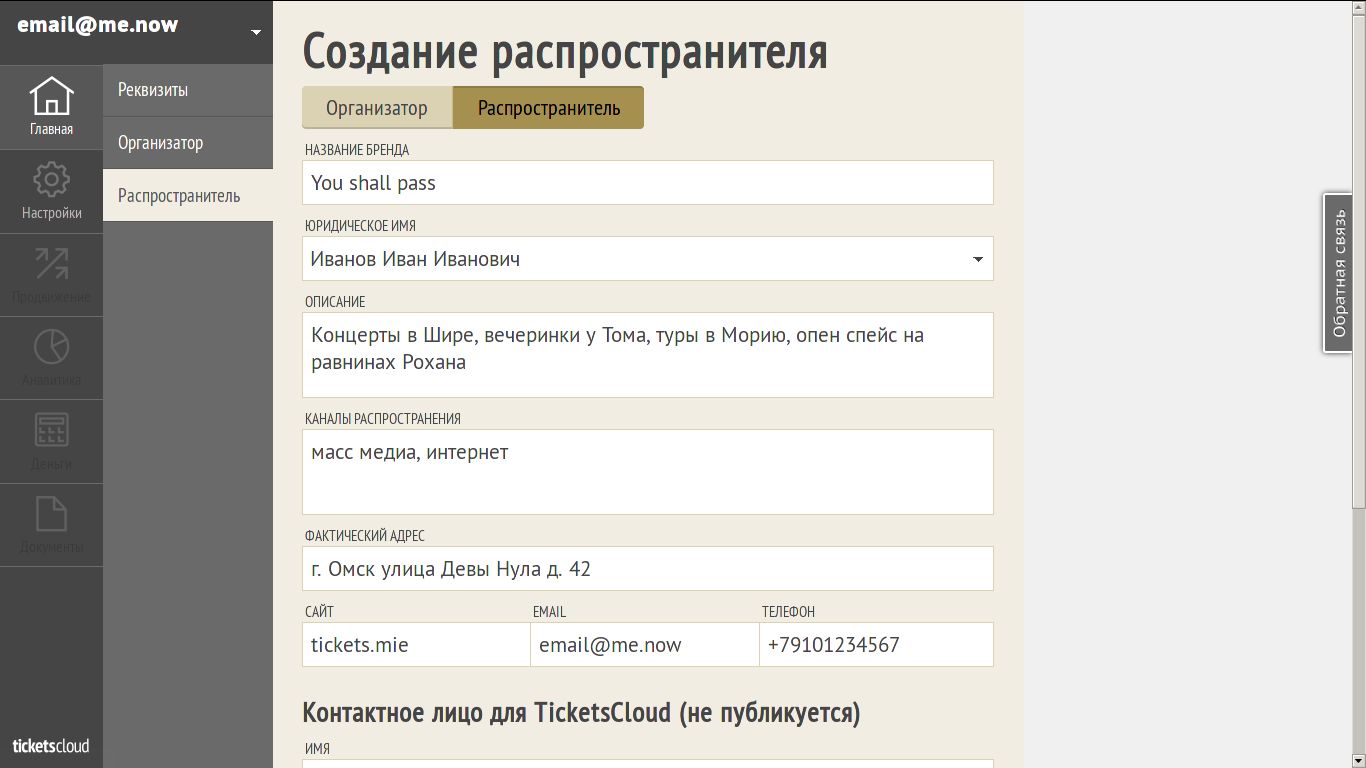 email@me.now
Главная
Настройки
Продвижение
Аналитика
Деньги
Документы
ticketscloud
Реквизиты
Организатор
Распространитель
Создание распространителя
Организатор
Распространитель
НАЗВАНИЕ БРЕНДА
You shall pass
ЮРИДИЧЕСКОЕ ИМЯ
Иванов Иван Иванович
ОПИСАНИЕ
Концерты в Шире, вечеринки у Тома, туры в Морию, опен спейс на
равнинах Рохана
КАНАЛЫ РАСПРОСТРАНЕНИЯ
масс медиа, интернет
ФАКТИЧЕСКИЙ АДРЕС
г. Омск улица Девы Нула д. 42
САЙТ
EMAIL
ТЕЛЕФОН
tickets.mie
email@me.now
+79101234567
Контактное лицо для TicketsCloud (не публикуется)
ИМЯ
Обратная связь